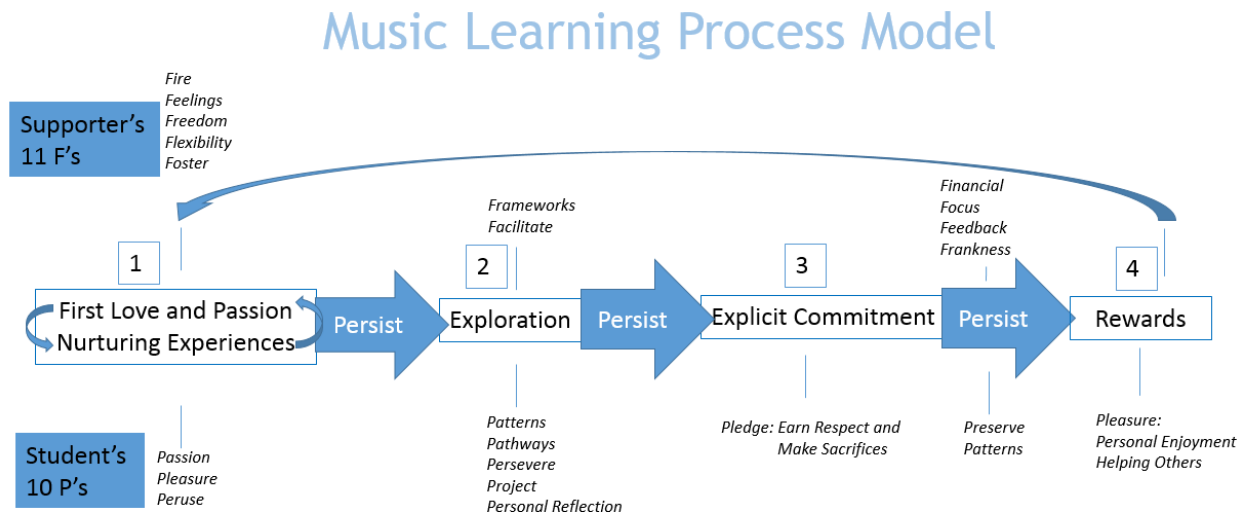 Music Learning Process Model
Supporter's
11 F's
Fire
Feelings
Freedom
Flexibility
Foster
Frameworks
Facilitate
Financial
Focus
Feedback
Frankness
1
2
3
4
First Love and Passion
Nurturing Experiences
Persist
Exploration
Persist
Explicit Commitment
Persist
Rewards
Student's
10 P's
Passion
Pleasure
Peruse
Patterns
Pathways
Persevere
Project
Personal Reflection
Pledge: Earn Respect and
Make Sacrifices
Preserve
Patterns
Pleasure:
Personal Enjoyment
Helping Others